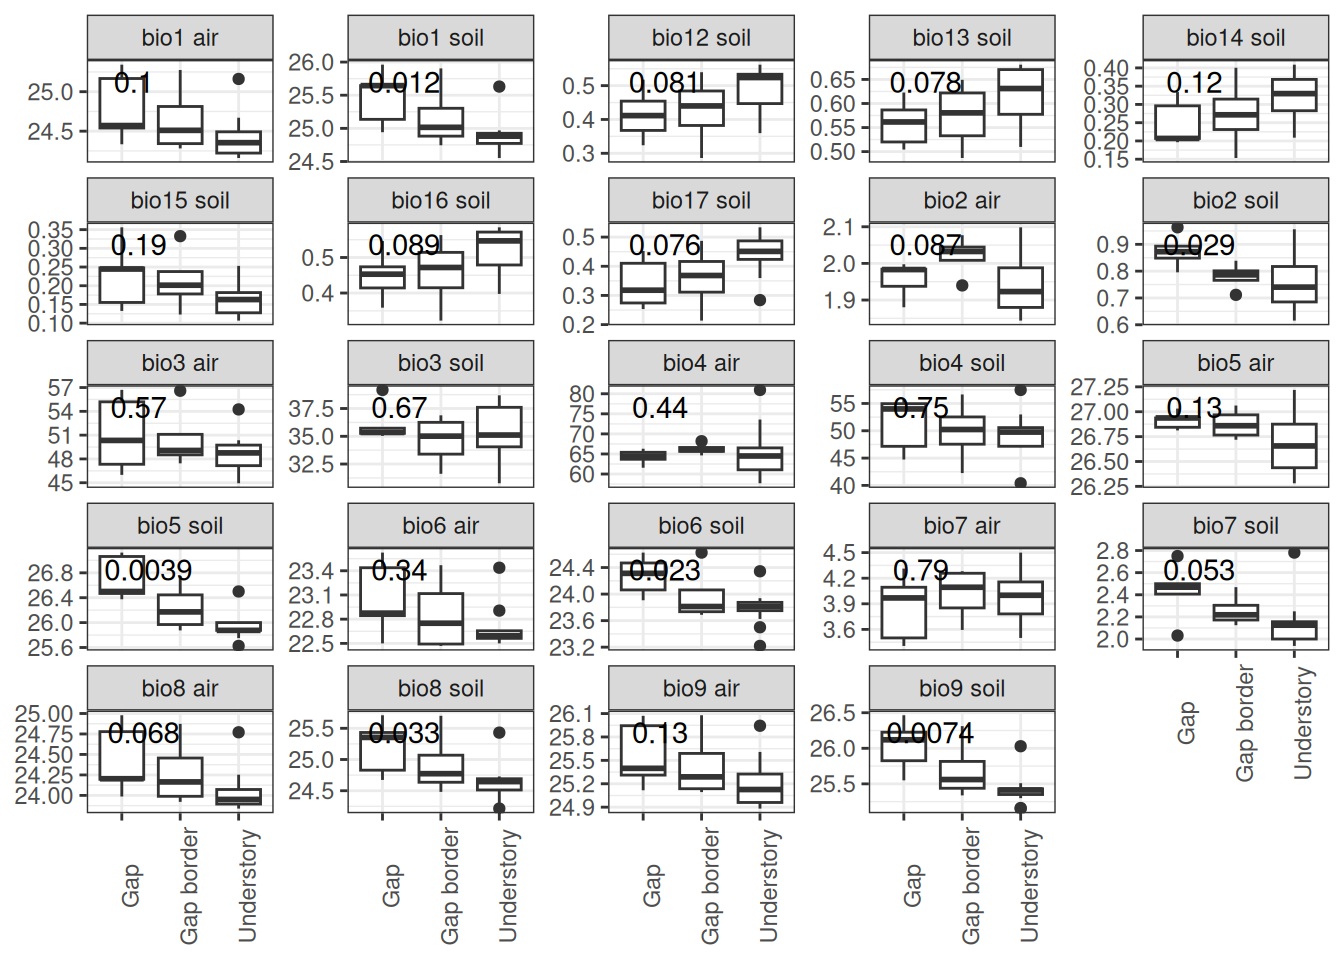 bio1 air bio1 soil bio12 soil bio13 soil bio14 soil
25.0 24.5 0.1
26.0 25.5 25.0 24.5 0.012
0.5 0.4 0.3 0.081
0.65 0.60 0.55 0.50 0.078
0.40 0.35 0.30 0.25 0.20 0.15 0.12
bio15 soil bio16 soil bio17 soil bio2 air bio2 soil
0.35 0.30 0.25 0.20 0.15 0.10 0.19
0.5 0.4 0.089
0.5 0.4 0.3 0.2 0.076
2.1 2.0 1.9 0.087
0.9 0.8 0.7 0.6 0.029
bio3 air bio3 soil bio4 air bio4 soil bio5 air
57 54 51 48 45 0.57
37.5 35.0 32.5 0.67
80 75 70 65 60 0.44
55 50 45 40 0.75
27.25 27.00 26.75 26.50 26.25 0.13
bio5 soil bio6 air bio6 soil bio7 air bio7 soil
26.8 26.4 26.0 25.6 0.0039
23.4 23.1 22.8 22.5 0.34
24.4 24.0 23.6 23.2 0.023
4.5 4.2 3.9 3.6 0.79
2.8 2.6 2.4 2.2 2.0 0.053
bio8 air bio8 soil bio9 air bio9 soil
25.00 24.75 24.50 24.25 24.00 0.068
25.5 25.0 24.5 0.033
26.1 25.8 25.5 25.2 24.9 0.13
26.5 26.0 25.5 0.0074
Gap Gap border Understory
Gap Gap border Understory
Gap Gap border Understory
Gap Gap border Understory
Gap Gap border Understory